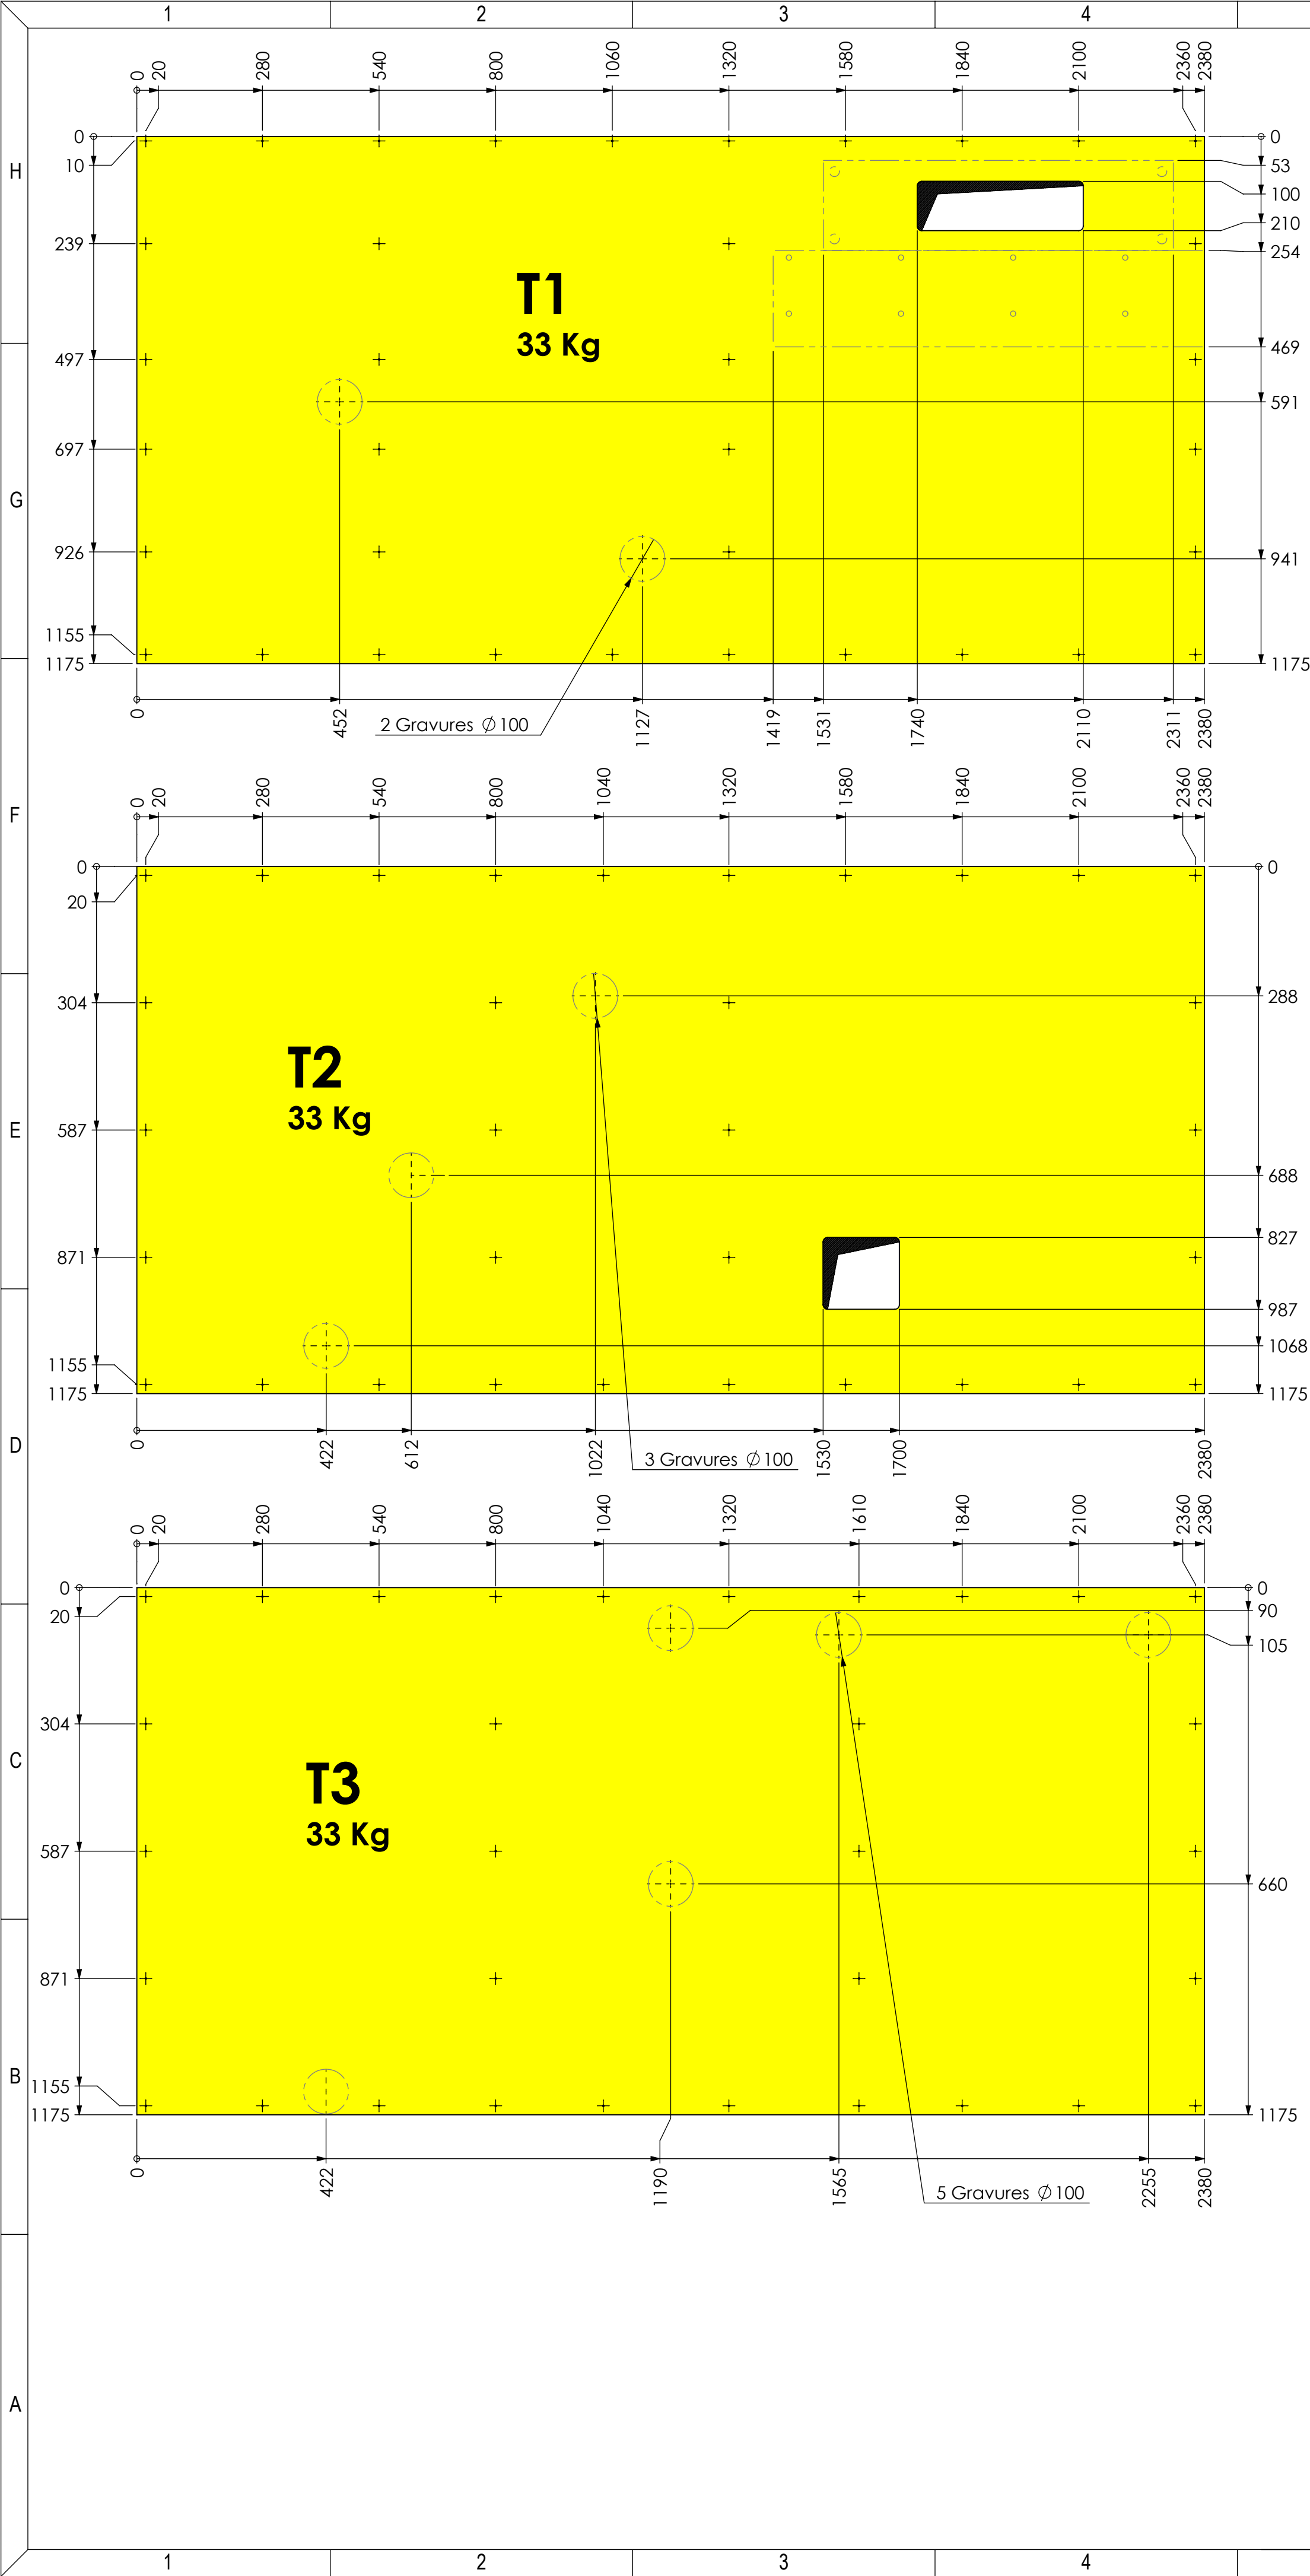 1 2 3 4
0 20 280 540 800 1060 1320 1580 1840 2100 2360 2380
0 0
10 53
H
100
210
239 254
T1
33 Kg
469
497
591
697
G
926 941
1155
1175 1175
0 452 1127 1419 1531 1740 2110 2311 2380
2 Gravures ∅100
0 20 280 540 800 1040 1320 1580 1840 2100 2360 2380
F
0 0
20
304 288
T2
33 Kg
E
587
688
827
871
987
1068
1155
1175 1175
D
0 422 612 1022 1530 1700 2380
3 Gravures ∅100
0 20 280 540 800 1040 1320 1610 1840 2100 2360 2380
0 0
20 90
105
304
C
T3
33 Kg
587
660
871
B
1155
1175 1175
0 422 1190 1565 2255 2380
5 Gravures ∅100
A
1 2 3 4